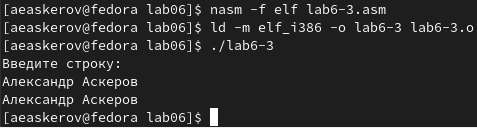 [aeaskerov@fedora lab06]$ nasm -f elf lab6-3.asm
[aeaskerov@fedora lab06]$ ld -m elf_i386 -o lab6-3 lab6-3.o
[aeaskerov@fedora lab06]$ ./lab6-3
Введите строку:
Александр Аскеров
Александр Аскеров
[aeaskerov@fedora lab06]$